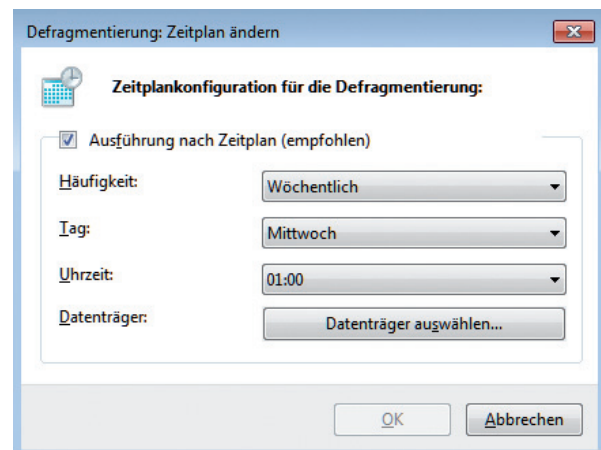 Defragmentierung: Zeitplan ändern
Zeitplankonfiguration für die Defragmentierung:
Ausführung nach Zeitplan (empfohlen)
Häufigkeit: Wöchentlich
Tag: Mittwoch
Uhrzeit: 01:00
Datenträger: Datenträger auswählen...
OK Abbrechen